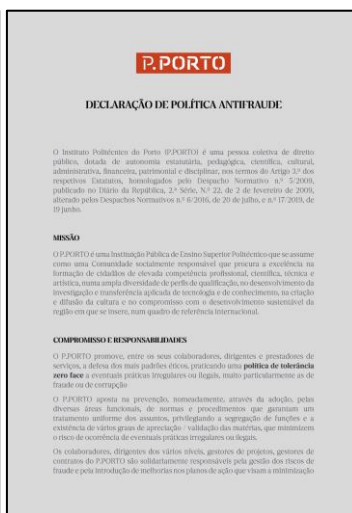 P.PORTO
DECLARAÇÃO DE POLÍTICA ANTIFRAUDE
O Instituto Politécnico do Porto (P.PORTO) é uma pessoa coletiva de direito
público, dotada de autonomia estatutária, pedagógica, científica, cultural,
administrativa, financeira, patrimonial e disciplinar, nos termos do Artigo 3.º dos
respetivos Estatutos, homologados pelo Despacho Normativo n.º 5/2009,
publicado no Diário da República, 2.ª Série, N.º 22, de 2 de fevereiro de 2009,
alterado pelos Despachos Normativos n.º 6/2016, de 20 de julho, e n.º 17/2019, de
19 junho.
MISSÃO
O P.PORTO é uma Instituição Pública de Ensino Superior Politécnico que se assume
como uma Comunidade socialmente responsável que procura a excelência na
formação de cidadãos de elevada competência profissional, científica, técnica e
artística, numa ampla diversidade de perfis de qualificação, no desenvolvimento da
investigação e transferência aplicada de tecnologia e de conhecimento, na criação
e difusão da cultura e no compromisso com o desenvolvimento sustentável da
região em que se insere, num quadro de referência internacional.
COMPROMISSO E RESPONSABILIDADES
O P.PORTO promove, entre os seus colaboradores, dirigentes e prestadores de
serviços, a defesa dos mais padrões éticos, praticando uma política de tolerância
zero face a eventuais práticas irregulares ou ilegais, muito particularmente as de
fraude ou de corrupção
O P.PORTO aposta na prevenção, nomeadamente, através da adoção, pelas
diversas áreas funcionais, de normas e procedimentos que garantam um
tratamento uniforme dos assuntos, privilegiando a segregação de funções e a
existência de vários graus de apreciação / validação das matérias, que minimizem
o risco de ocorrência de eventuais práticas irregulares ou ilegais.
Os colaboradores, dirigentes dos vários níveis, gestores de projetos, gestores de
contratos do P.PORTO são solidariamente responsáveis pela gestão dos riscos de
fraude e pela introdução de melhorias nos planos de ação que visam a minimização